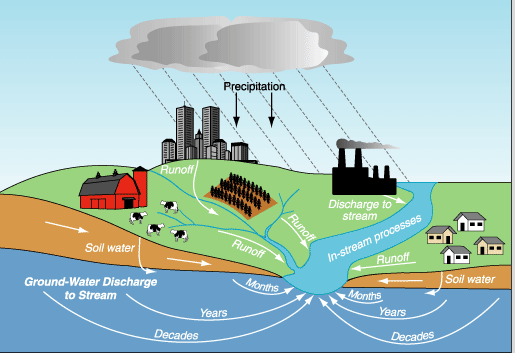 Precipitation
Runoff
Discharge to
stream
Runoff
In-stream processes
Soil water
Runoff
Runoff
Ground-Water Discharge
to Stream
Months
Months
Soil water
Years
Years
Decades
Decades